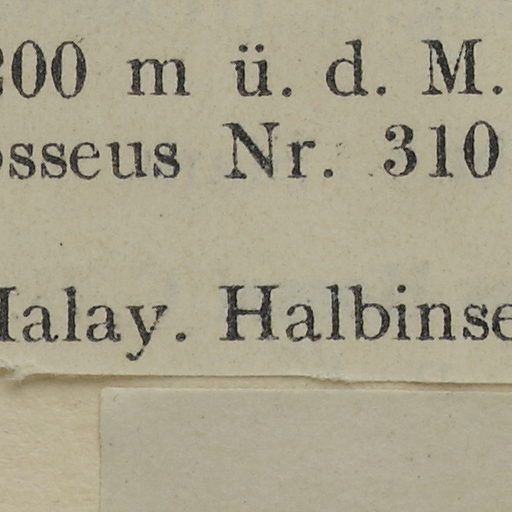 200 m ü. d. M.
osseus Nr. 310
Malay. Halbinse